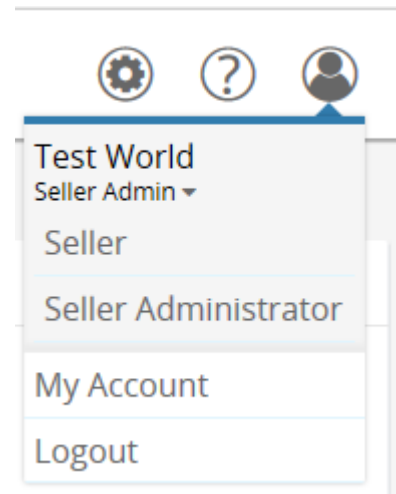 ?
Test World
Seller Admin
Seller
Seller Administrator
My Account
Logout